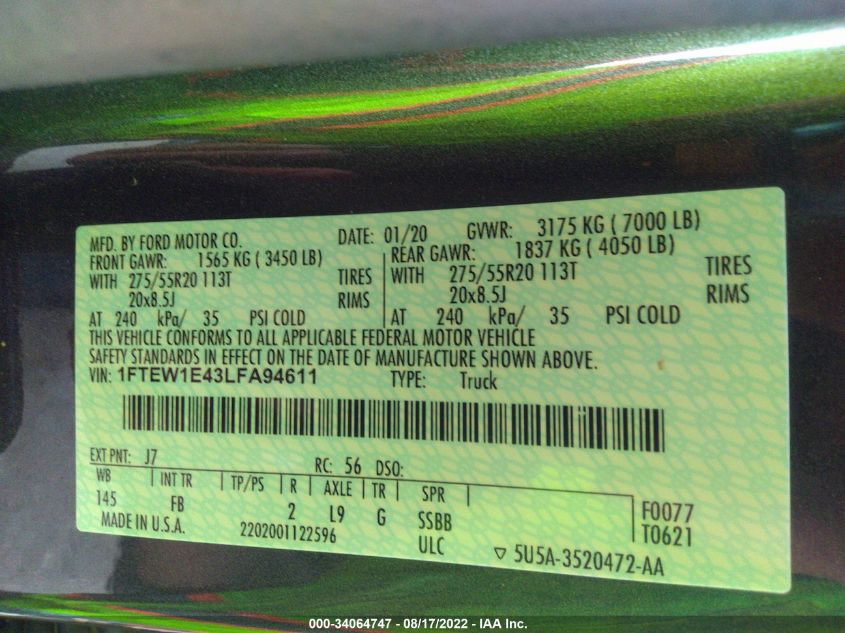 MFD. BY FORD MOTOR CO. DATE: 01/20 GVWR: 3175 KG ( 7000 LB)
FRONT GAWR: 1565 KG ( 3450 LB) REAR GAWR: 1837 KG ( 4050 LB)
WITH 275/55R20 113T TIRES WITH 275/55R20 113T TIRES
20x8.5J RIMS 20x8.5J RIMS
AT 240 kPa/ 35 PSI COLD AT 240 kPa/ 35 PSI COLD
THIS VEHICLE CONFORMS TO ALL APPLICABLE FEDERAL MOTOR VEHICLE
SAFETY STANDARDS IN EFFECT ON THE DATE OF MANUFACTURE SHOWN ABOVE.
VIN: 1FTEW1E43LFA94611 TYPE: Truck
EXT PNT: J7 RC: 56 DSO:
WB INT TR TP/PS R AXLE TR SPR
145 FB 2 L9 G SSBB F0077
MADE IN U.S.A. 2202001122596 ULC T0621
▽ 5U5A-3520472-AA
000-34064747 - 08/17/2022 - IAA Inc.